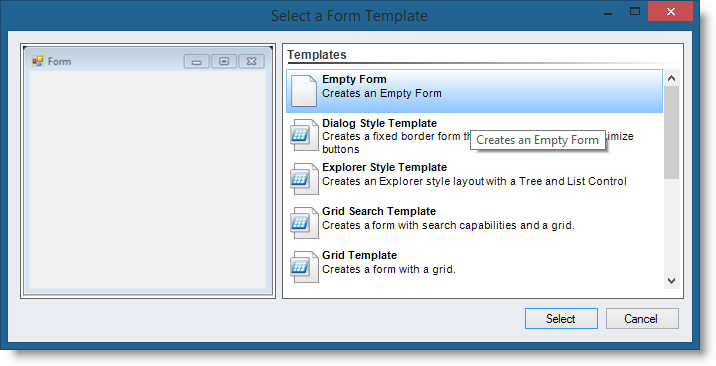 Select a Form Template
Form
Templates
Empty Form
Creates an Empty Form
Dialog Style Template
Creates a fixed border form th
imize
buttons
Creates an Empty Form
Explorer Style Template
Creates an Explorer style layout with a Tree and List Control
Grid Search Template
Creates a form with search capabilities and a grid.
Grid Template
Creates a form with a grid.
Select
Cancel